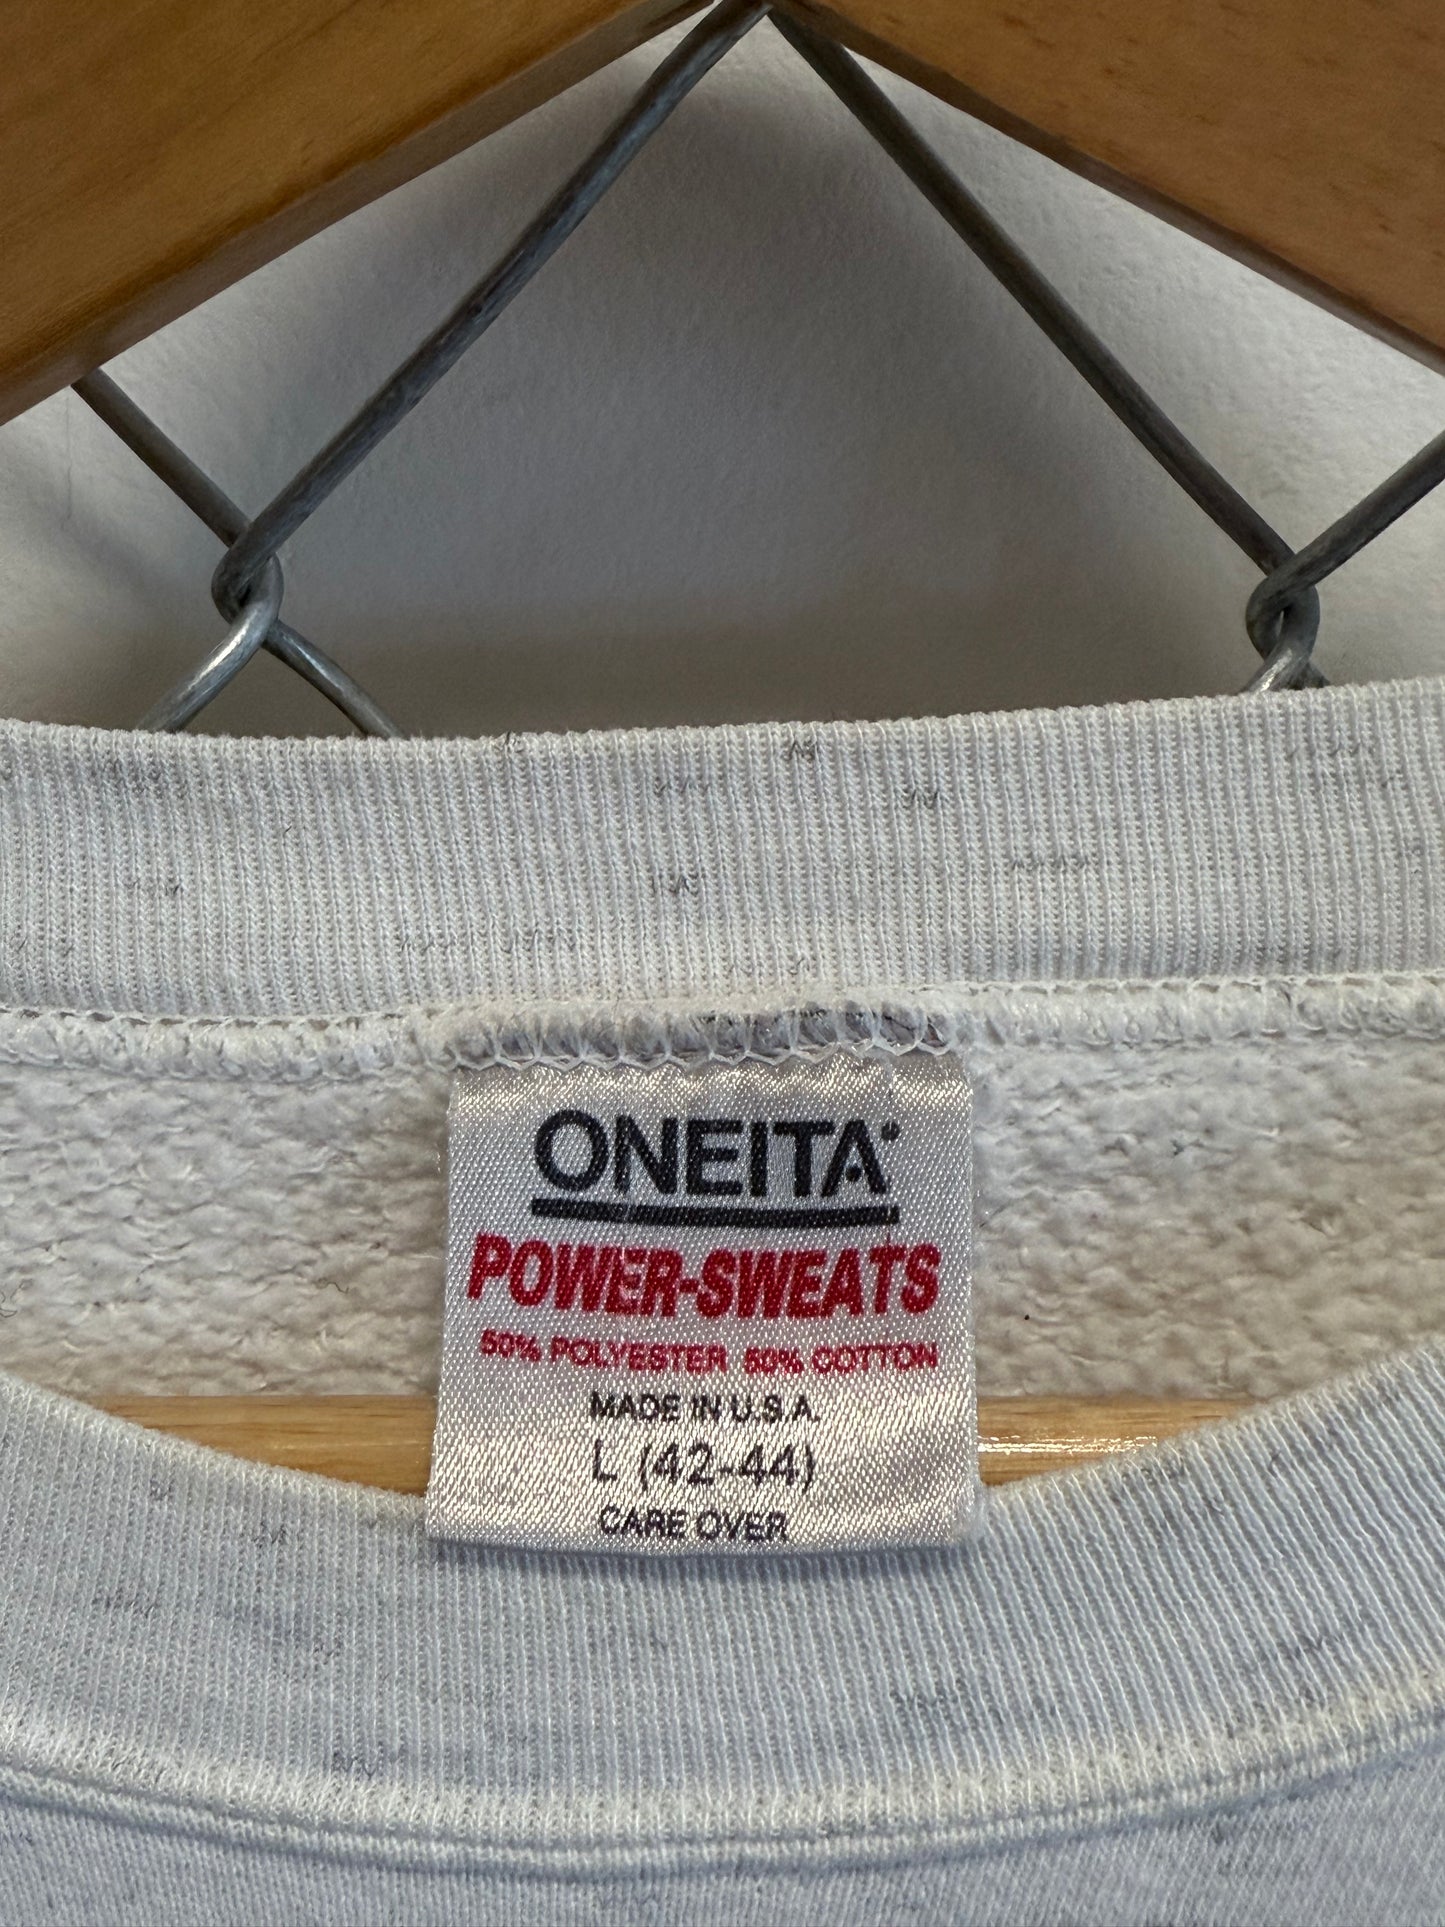 ONEITA®
POWER-SWEATS
50% POLYESTER 50% COTTON
MADE IN U.S.A.
L (42-44)
CARE OVER